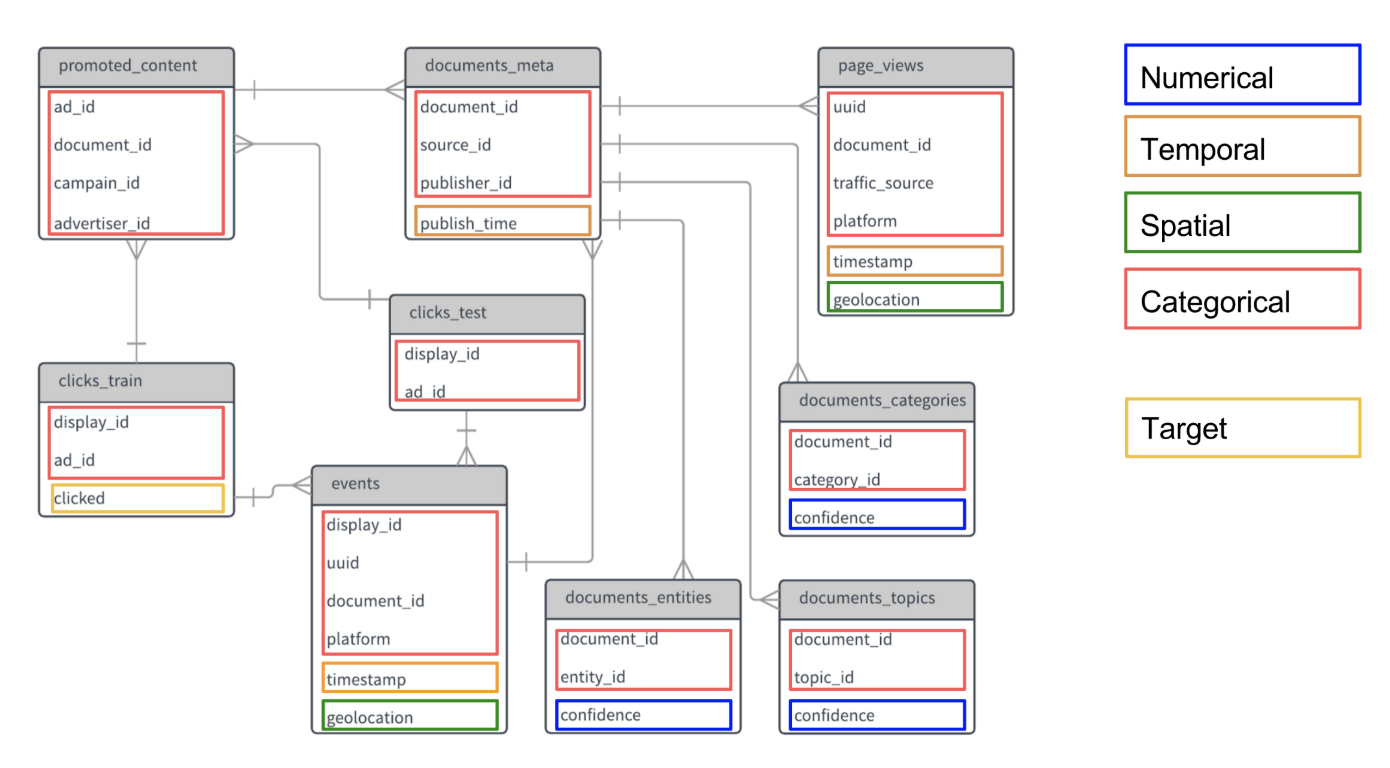 promoted_content
ad_id
document_id
campain_id
advertiser_id
documents_meta
document_id
source_id
publisher_id
publish_time
page_views
uuid
document_id
traffic_source
platform
timestamp
geolocation
Numerical
Temporal
Spatial
Categorical
Target
clicks_test
display_id
ad_id
clicks_train
display_id
ad_id
clicked
documents_categories
document_id
category_id
confidence
events
display_id
uuid
document_id
platform
timestamp
geolocation
documents_entities
document_id
entity_id
confidence
documents_topics
document_id
topic_id
confidence